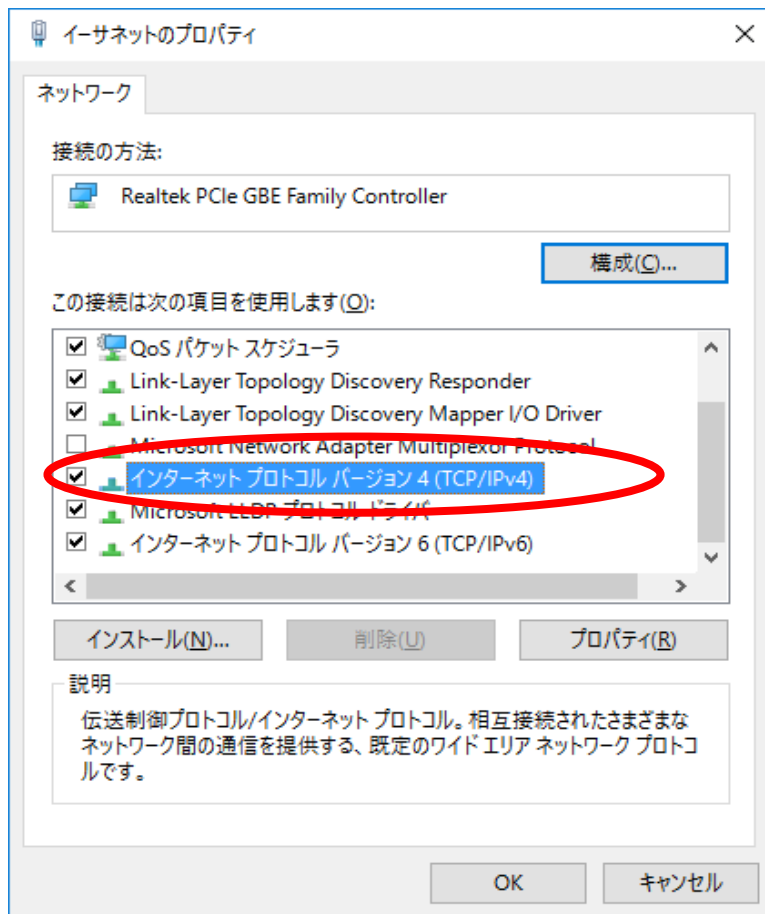 イーサネットのプロパティ
ネットワーク
接続の方法:
Realtek PCIe GBE Family Controller
構成(C)...
この接続は次の項目を使用します(O):
QoS パケット スケジューラ
Link-Layer Topology Discovery Responder
Link-Layer Topology Discovery Mapper I/O Driver
Microsoft Network Adapter Multiplexor Protocol
インターネット プロトコル バージョン 4 (TCP/IPv4)
Microsoft LLDP プロトコル ドライバー
インターネット プロトコル バージョン 6 (TCP/IPv6)
インストール(N)...
削除(U)
プロパティ(R)
説明
伝送制御プロトコル/インターネット プロトコル。相互接続されたさまざまな
ネットワーク間の通信を提供する、既定のワイド エリア ネットワーク プロトコ
ルです。
OK
キャンセル